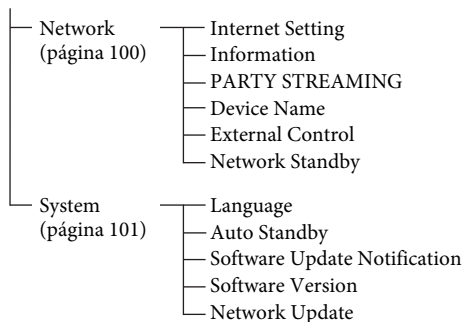 Network
(página 100)
Internet Setting
Information
PARTY STREAMING
Device Name
External Control
Network Standby
System
(página 101)
Language
Auto Standby
Software Update Notification
Software Version
Network Update